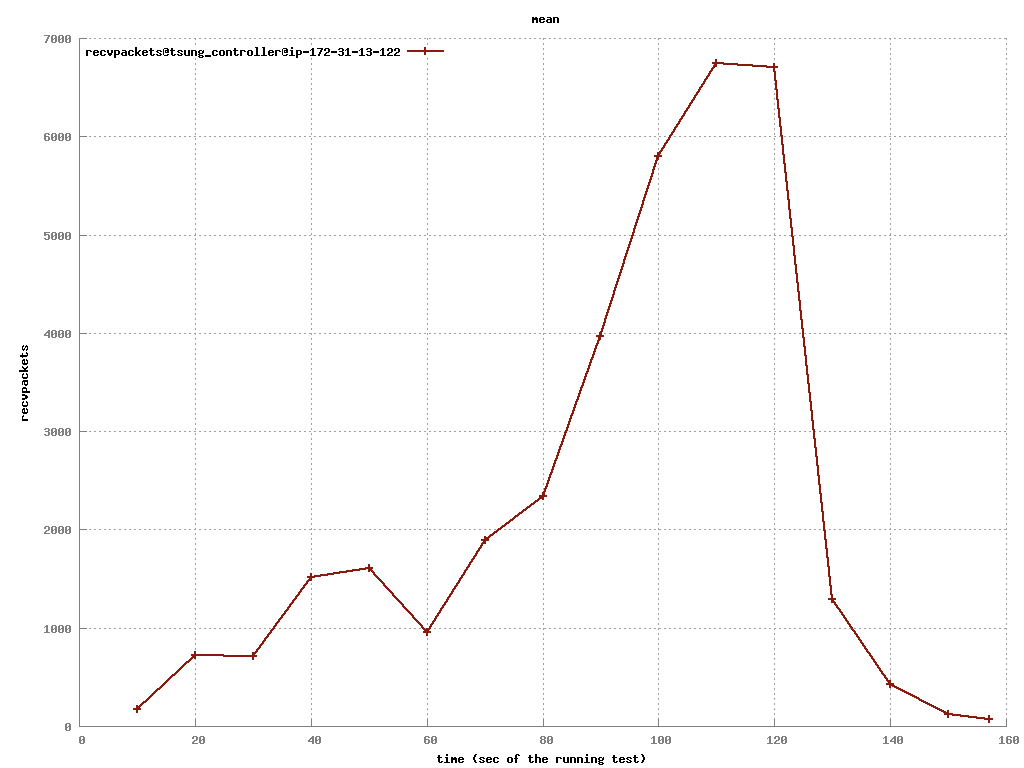 mean
recvpackets@tsung_controller@ip-172-31-13-122
7000
6000
5000
4000
3000
2000
1000
0
recvpackets
0 20 40 60 80 100 120 140 160
time (sec of the running test)